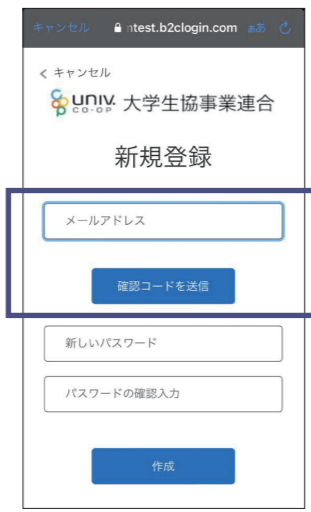 キャンセル ntest.b2clogin.com ああ
キャンセル
UNIV. CO-OP 大学生協事業連合
新規登録
メールアドレス
確認コードを送信
新しいパスワード
パスワードの確認入力
作成